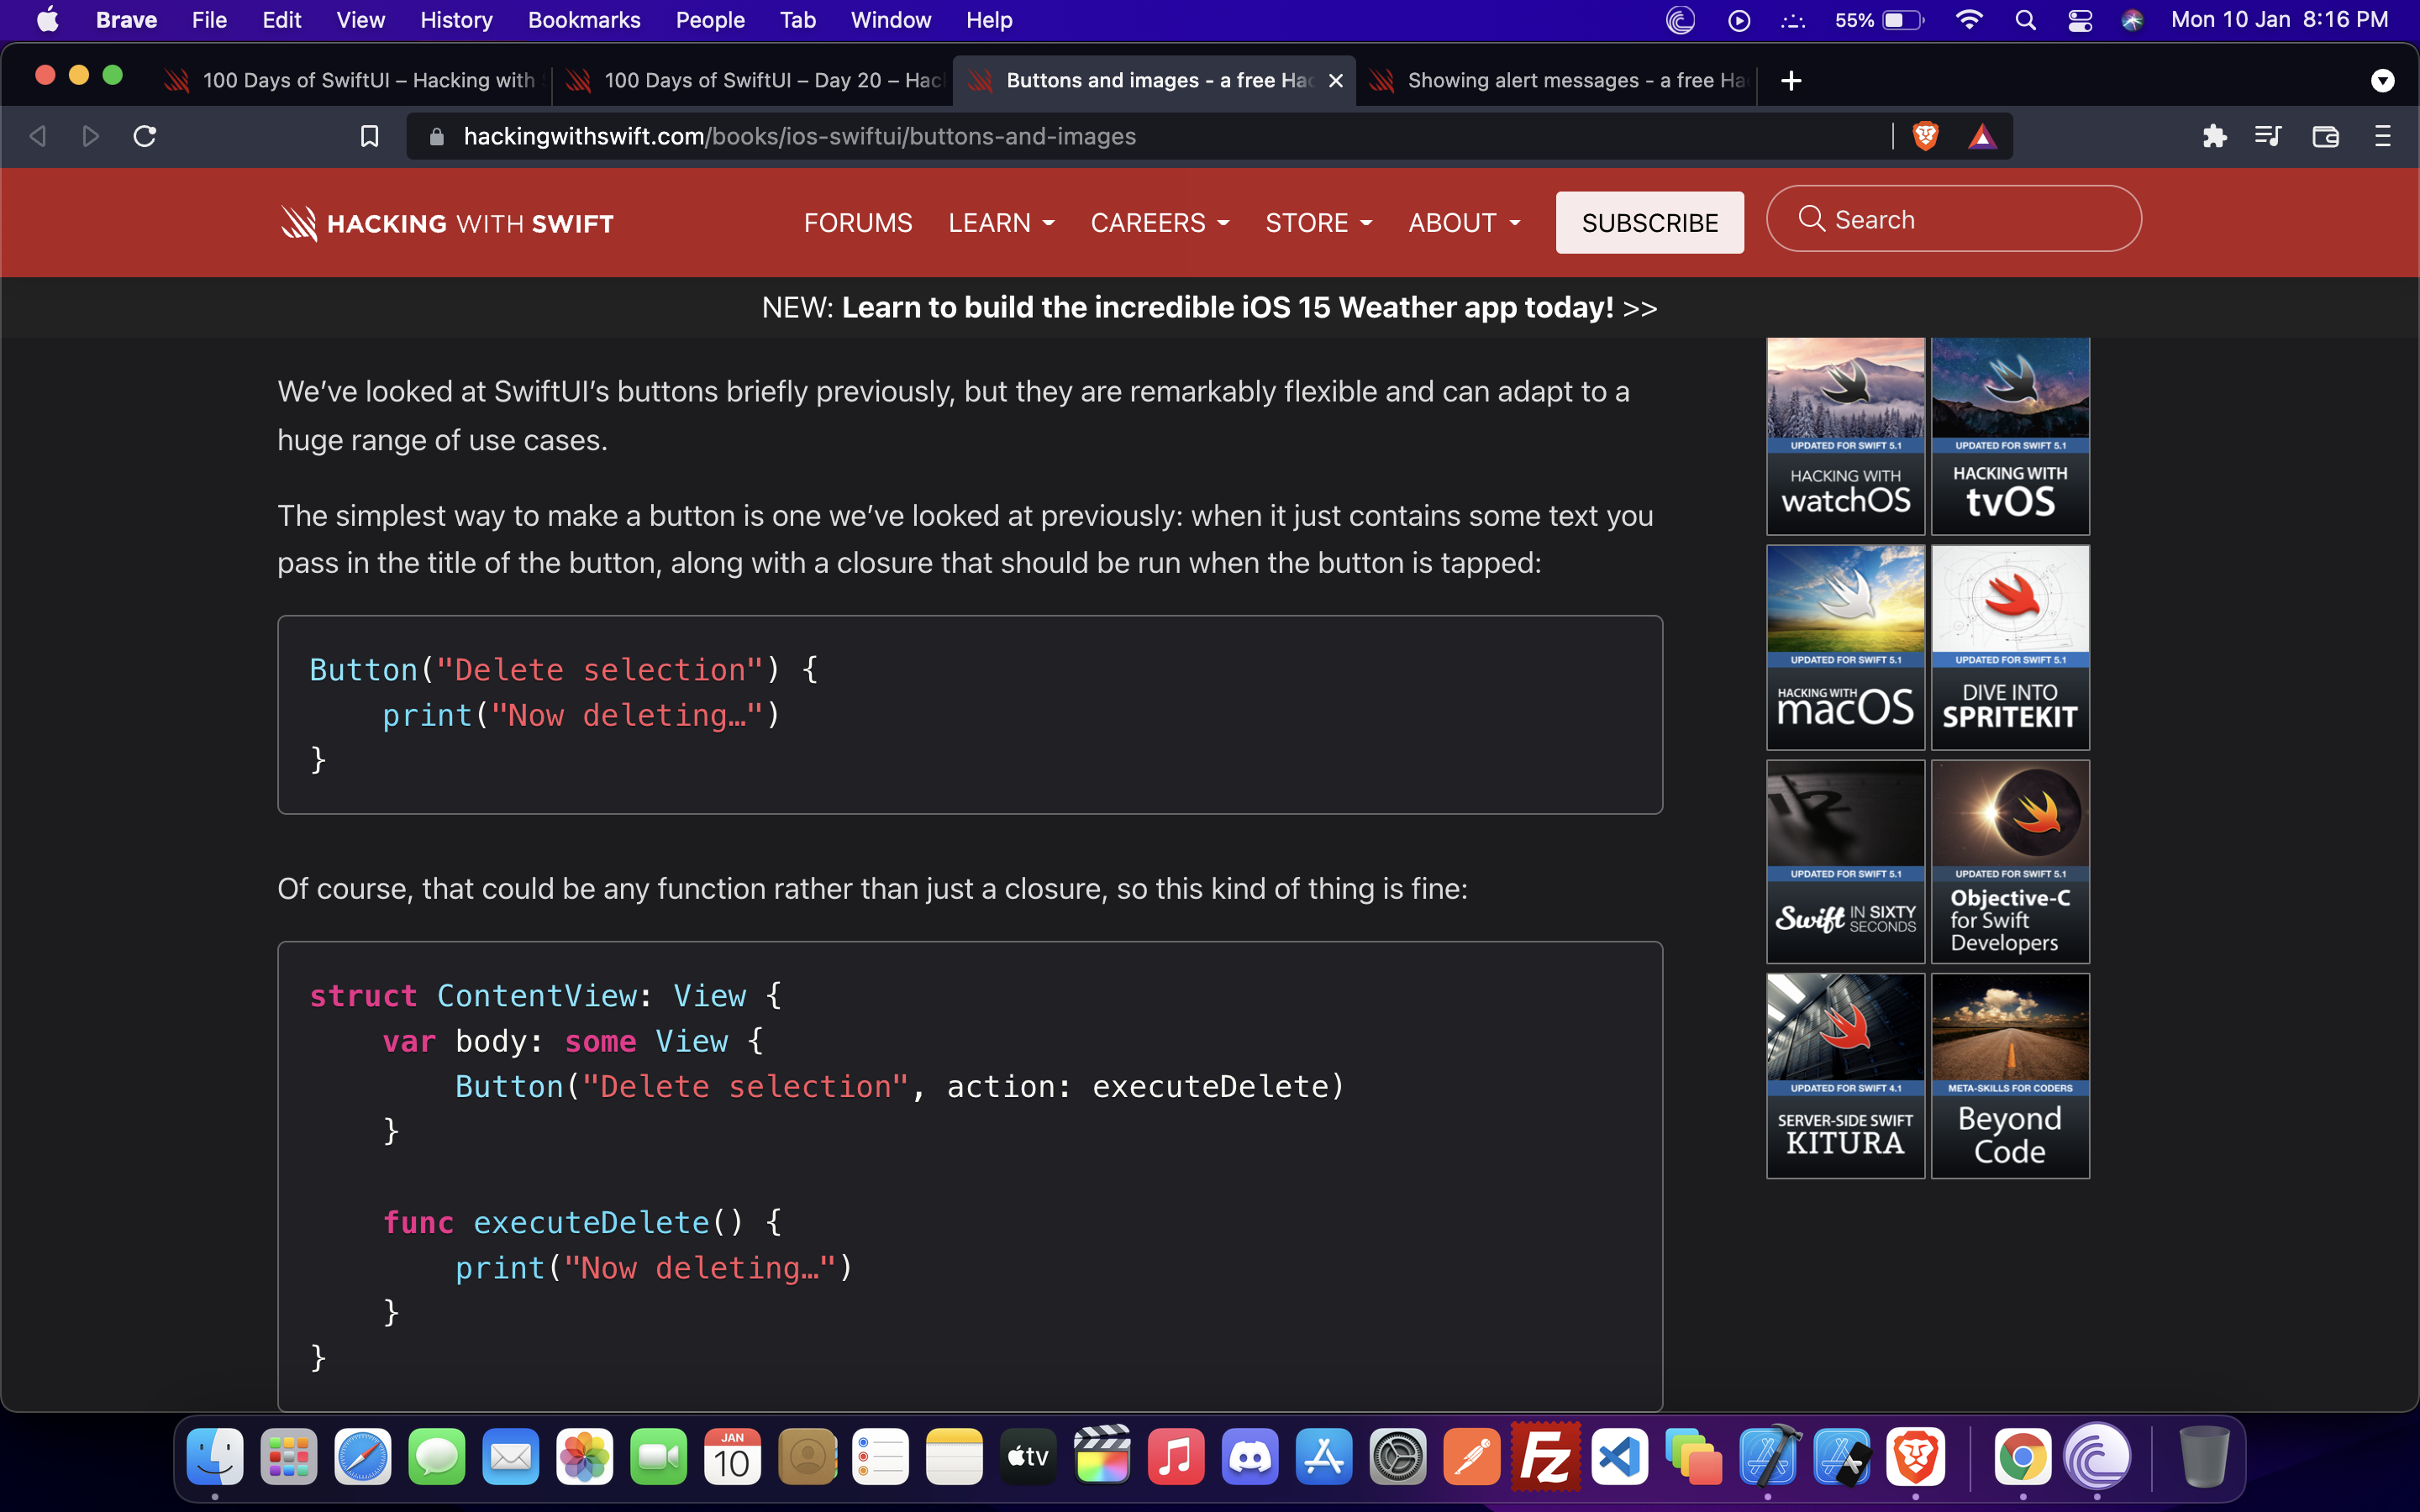 Brave File Edit View History Bookmarks People Tab Window Help 55% Mon 10 Jan 8:16 PM
100 Days of SwiftUI – Hacking with
100 Days of SwiftUI – Day 20 – Hac
Buttons and images - a free Hac
Showing alert messages - a free Ha
hackingwithswift.com/books/ios-swiftui/buttons-and-images
HACKING WITH SWIFT FORUMS LEARN CAREERS STORE ABOUT SUBSCRIBE Search
NEW: Learn to build the incredible iOS 15 Weather app today! >>
We’ve looked at SwiftUI’s buttons briefly previously, but they are remarkably flexible and can adapt to a
huge range of use cases.
The simplest way to make a button is one we’ve looked at previously: when it just contains some text you
pass in the title of the button, along with a closure that should be run when the button is tapped:
Button("Delete selection") {
    print("Now deleting…")
}
Of course, that could be any function rather than just a closure, so this kind of thing is fine:
struct ContentView: View {
    var body: some View {
        Button("Delete selection", action: executeDelete)
    }
    func executeDelete() {
        print("Now deleting…")
    }
}
UPDATED FOR SWIFT 5.1
HACKING WITH
watchOS
UPDATED FOR SWIFT 5.1
HACKING WITH
tvOS
UPDATED FOR SWIFT 5.1
HACKING WITH
macOS
UPDATED FOR SWIFT 5.1
DIVE INTO
SPRITEKIT
12
UPDATED FOR SWIFT 5.1
Swift IN SIXTY
SECONDS
UPDATED FOR SWIFT 5.1
Objective-C
for Swift
Developers
UPDATED FOR SWIFT 4.1
SERVER-SIDE SWIFT
KITURA
META-SKILLS FOR CODERS
Beyond
Code
JAN
10
tv
Fz